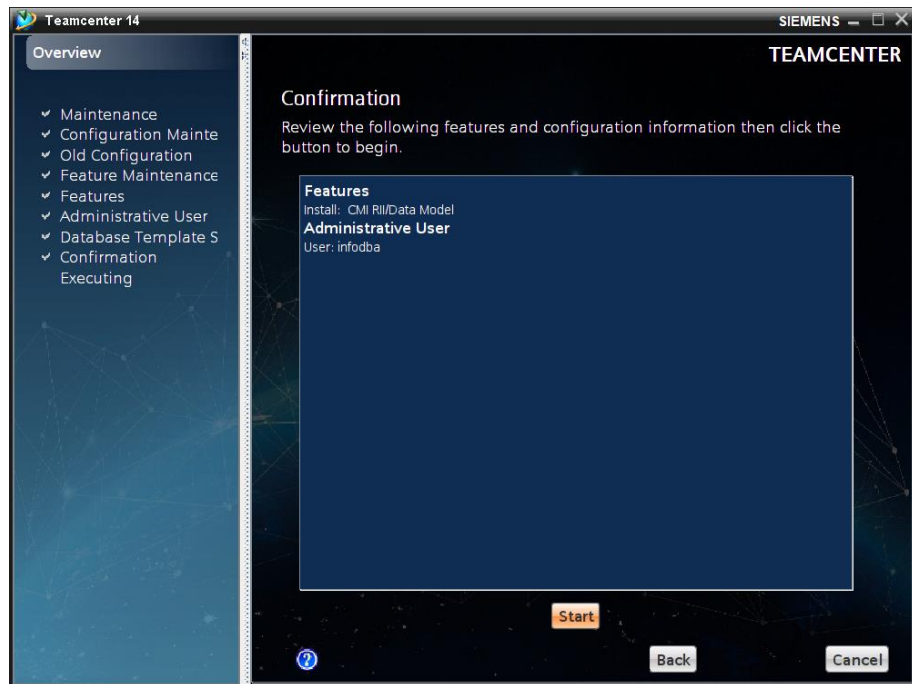 Teamcenter 14
SIEMENS
Overview
TEAMCENTER
Maintenance
Configuration Mainte
Old Configuration
Feature Maintenance
Features
Administrative User
Database Template S
Confirmation
Executing
Confirmation
Review the following features and configuration information then click the
button to begin.
Features
Install: CMI RII/Data Model
Administrative User
User: infodba
Start
?
Back
Cancel